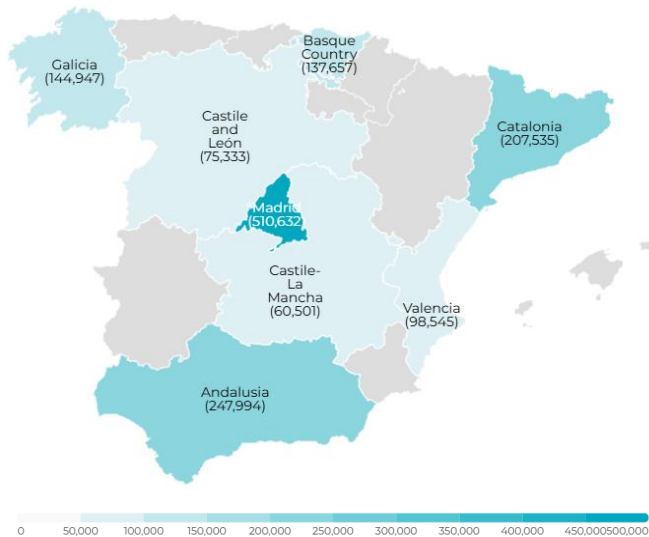 Basque
Country
(137,657)
Galicia
(144,947)
Castile
and
León
(75,333)
Catalonia
(207,535)
Madrid
(510,632)
Castile-
La
Mancha
(60,501)
Valencia
(98,545)
Andalusia
(247,994)
0 50,000 100,000 150,000 200,000 250,000 300,000 350,000 400,000 450,000500,000